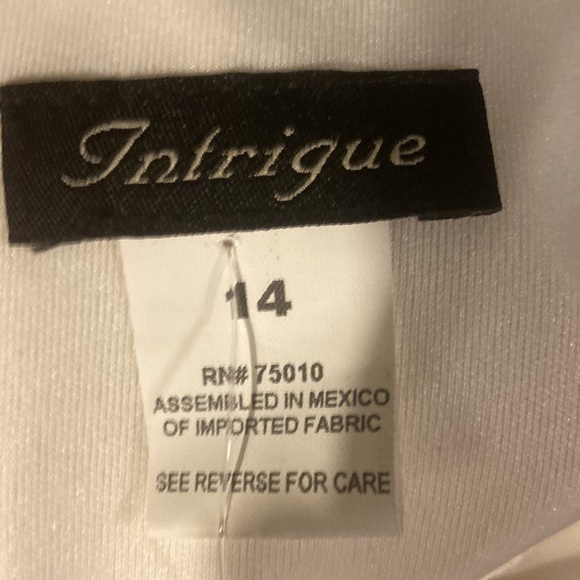 Intrigue
14
RN# 75010
ASSEMBLED IN MEXICO
OF IMPORTED FABRIC
SEE REVERSE FOR CARE